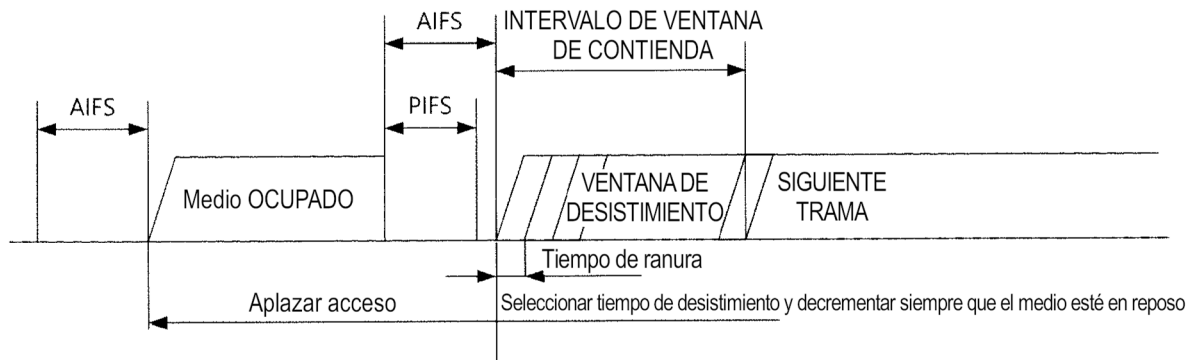 AIFS
INTERVALO DE VENTANA
DE CONTIENDA
AIFS
PIFS
Medio OCUPADO
VENTANA DE
DESISTIMIENTO
SIGUIENTE
TRAMA
Tiempo de ranura
Aplazar acceso
Seleccionar tiempo de desistimiento y decrementar siempre que el medio esté en reposo